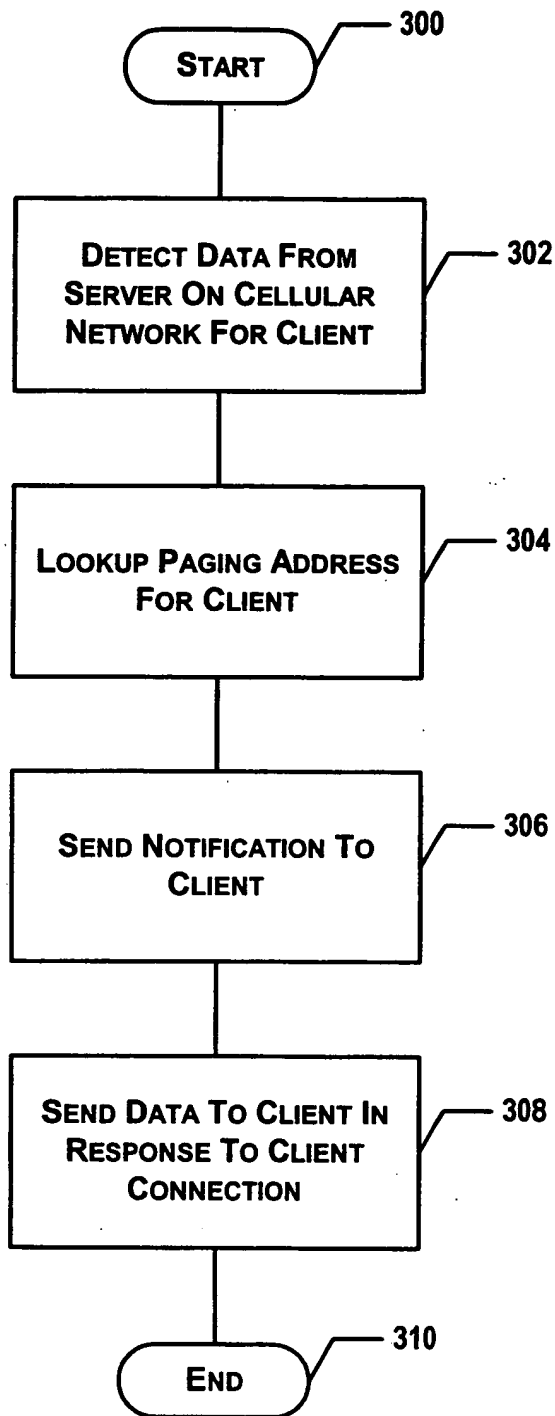 START
300
DETECT DATA FROM
SERVER ON CELLULAR
NETWORK FOR CLIENT
302
LOOKUP PAGING ADDRESS
FOR CLIENT
304
SEND NOTIFICATION TO
CLIENT
306
SEND DATA TO CLIENT IN
RESPONSE TO CLIENT
CONNECTION
308
END
310